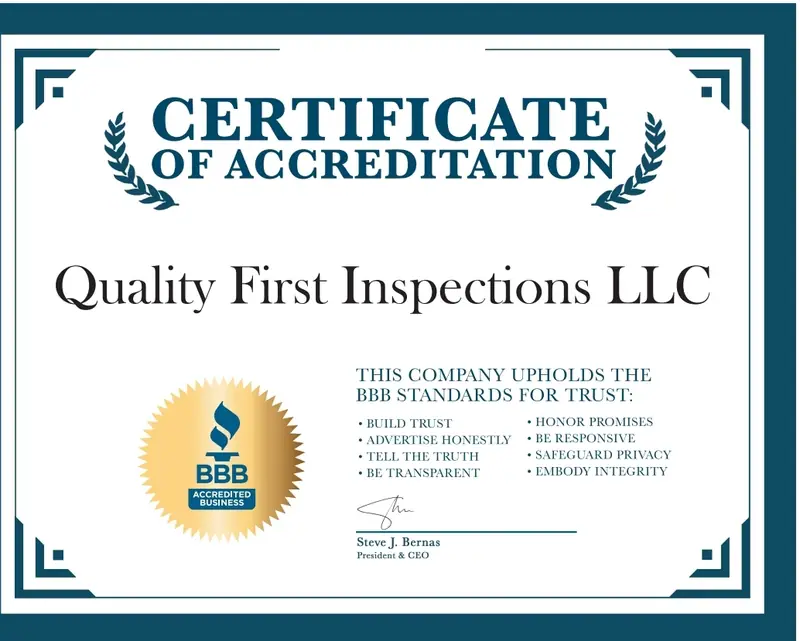 CERTIFICATE
OF ACCREDITATION
Quality First Inspections LLC
THIS COMPANY UPHOLDS THE
BBB STANDARDS FOR TRUST:
• BUILD TRUST
• ADVERTISE HONESTLY
• TELL THE TRUTH
• BE TRANSPARENT
• HONOR PROMISES
• BE RESPONSIVE
• SAFEGUARD PRIVACY
• EMBODY INTEGRITY
BBB
ACCREDITED
BUSINESS
Steve J. Bernas
President & CEO